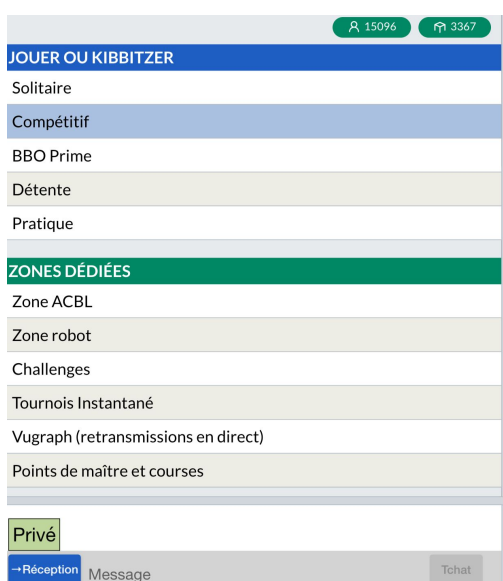 15096 3367
JOUER OU KIBBITZER
Solitaire
Compétitif
BBO Prime
Détente
Pratique
ZONES DÉDIÉES
Zone ACBL
Zone robot
Challenges
Tournois Instantané
Vugraph (retransmissions en direct)
Points de maître et courses
Privé
→Réception Message Tchat